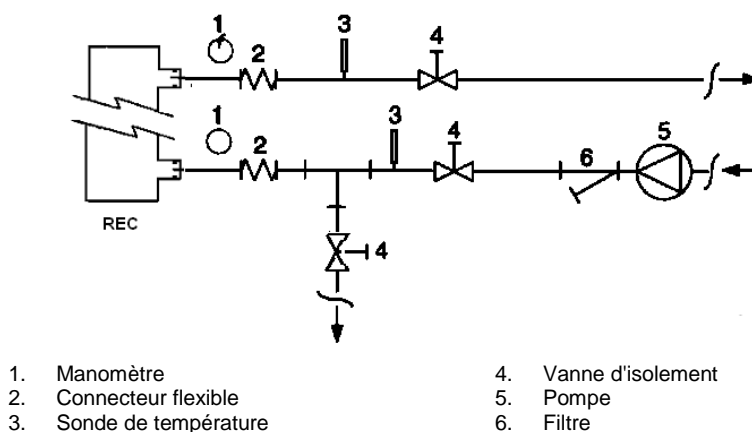 1
2
3
4
1
2
3
4
6
5
REC
4
1. Manomètre
2. Connecteur flexible
3. Sonde de température
4. Vanne d'isolement
5. Pompe
6. Filtre